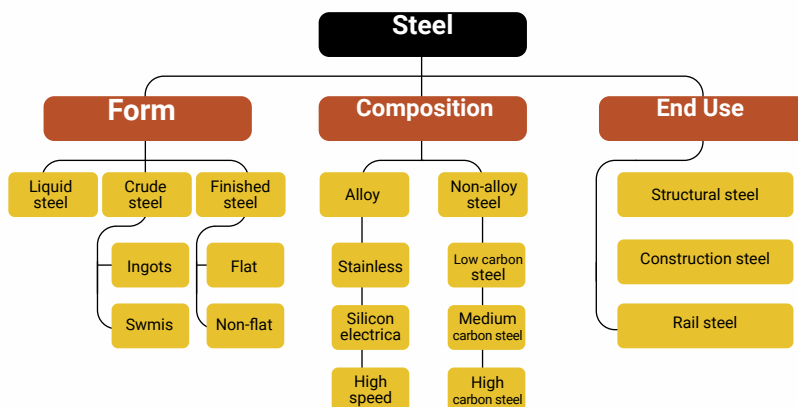 Steel
Form
Composition
End Use
Liquid
steel
Crude
steel
Finished
steel
Alloy
Non-alloy
steel
Structural steel
Ingots
Flat
Stainless
Low carbon
steel
Construction steel
Swmis
Non-flat
Silicon
electrica
Medium
carbon steel
Rail steel
High
speed
High
carbon steel